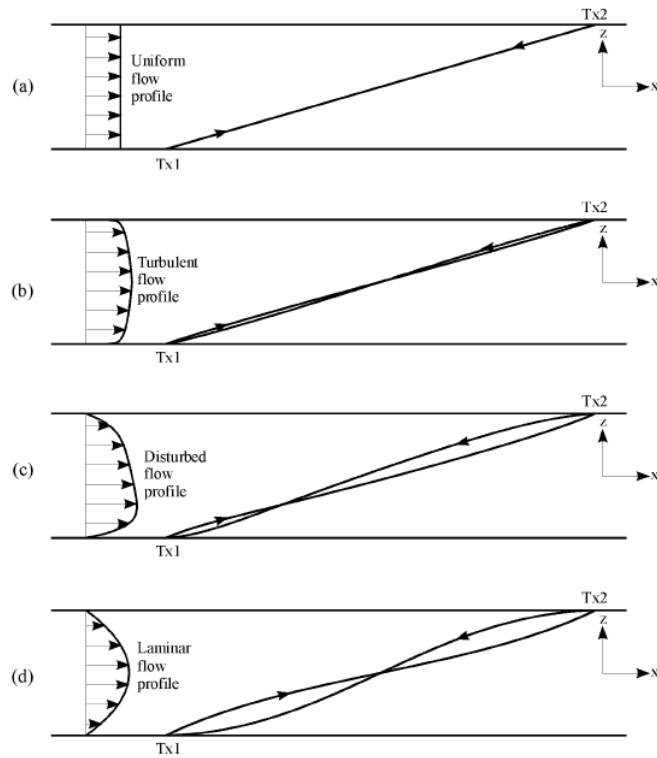 Tx2
z
Uniform
flow
profile
(a)
x
Tx1
Tx2
z
Turbulent
flow
profile
(b)
x
Tx1
Tx2
z
Disturbed
flow
profile
(c)
x
Tx1
Tx2
z
Laminar
flow
profile
(d)
x
Tx1